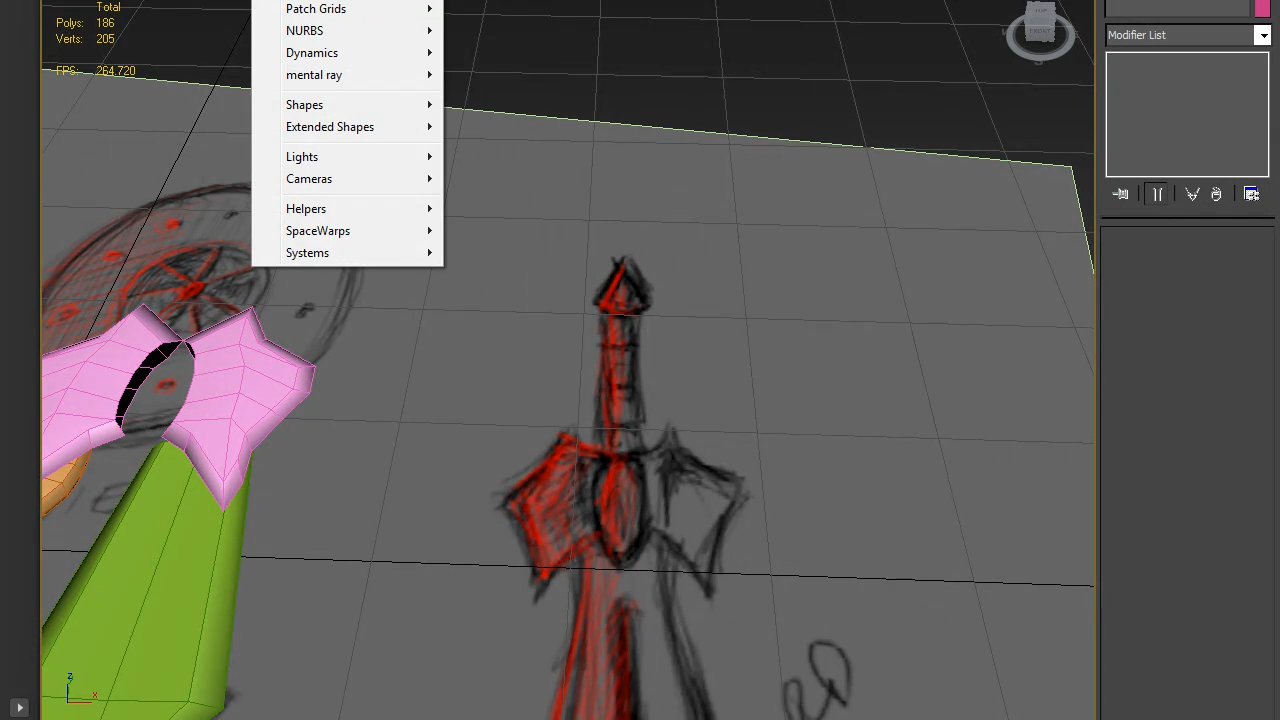 Total
Polys: 186
Verts: 205
FPS: 264.720
Patch Grids
NURBS
Dynamics
mental ray
Shapes
Extended Shapes
Lights
Cameras
Helpers
SpaceWarps
Systems
Modifier List
FRONT
S
z
x